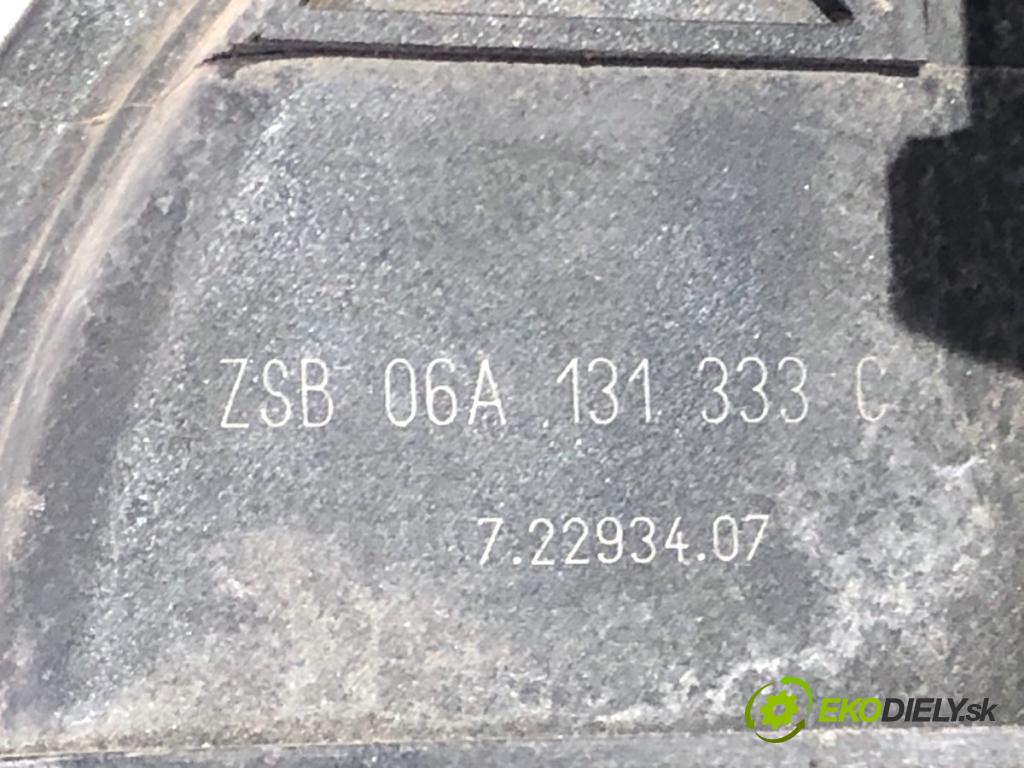 ZSB 06A 131 333 C
7.22934.07
EKODIELY.sk